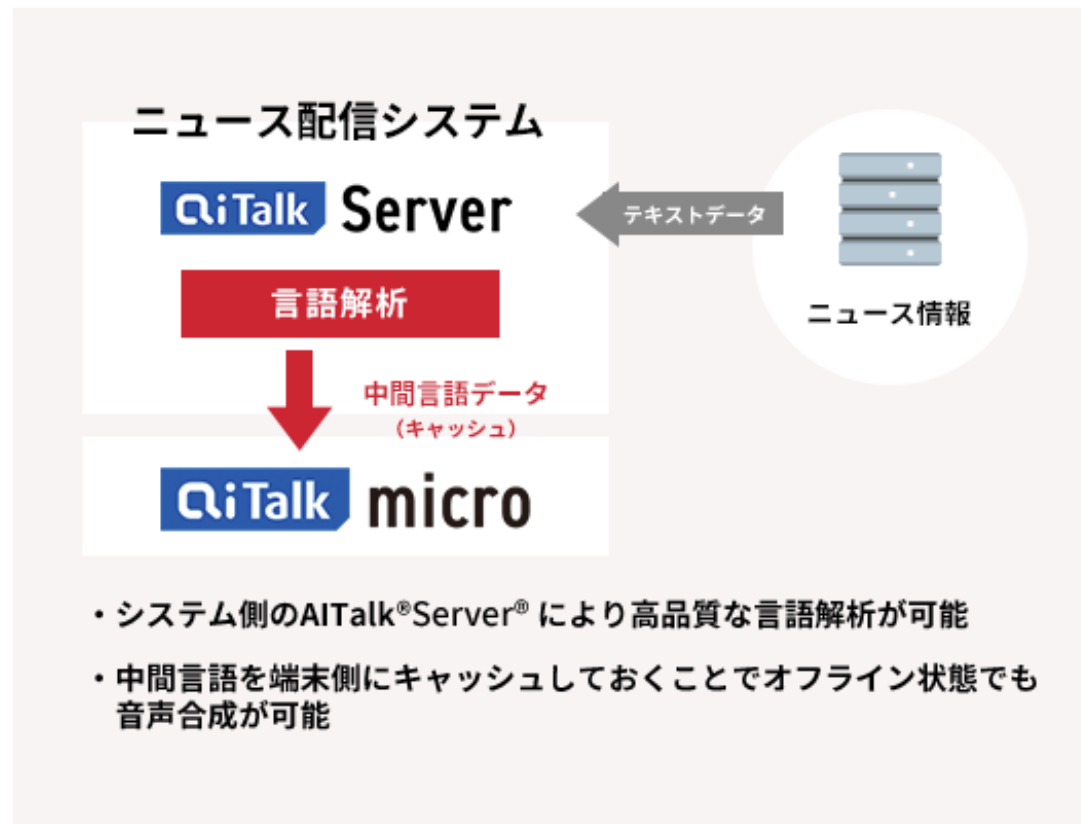 ニュース配信システム
AiTalk Server
テキストデータ
言語解析
ニュース情報
中間言語データ
(キャッシュ)
AiTalk micro
・システム側のAITalk®Server® により高品質な言語解析が可能
・中間言語を端末側にキャッシュしておくことでオフライン状態でも
音声合成が可能